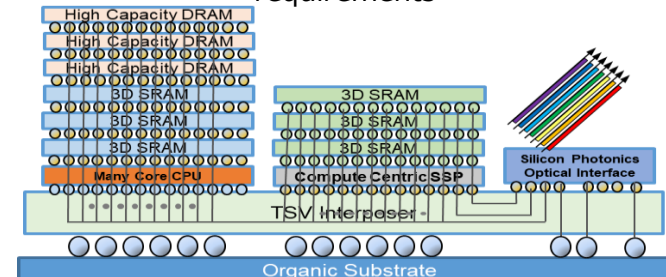 requirements
High Capacity DRAM
High Capacity DRAM
High Capacity DRAM
3D SRAM
3D SRAM
3D SRAM
Many Core CPU
3D SRAM
3D SRAM
3D SRAM
Compute Centric SSP
Silicon Photonics
Optical Interface
TSV Interposer
Organic Substrate